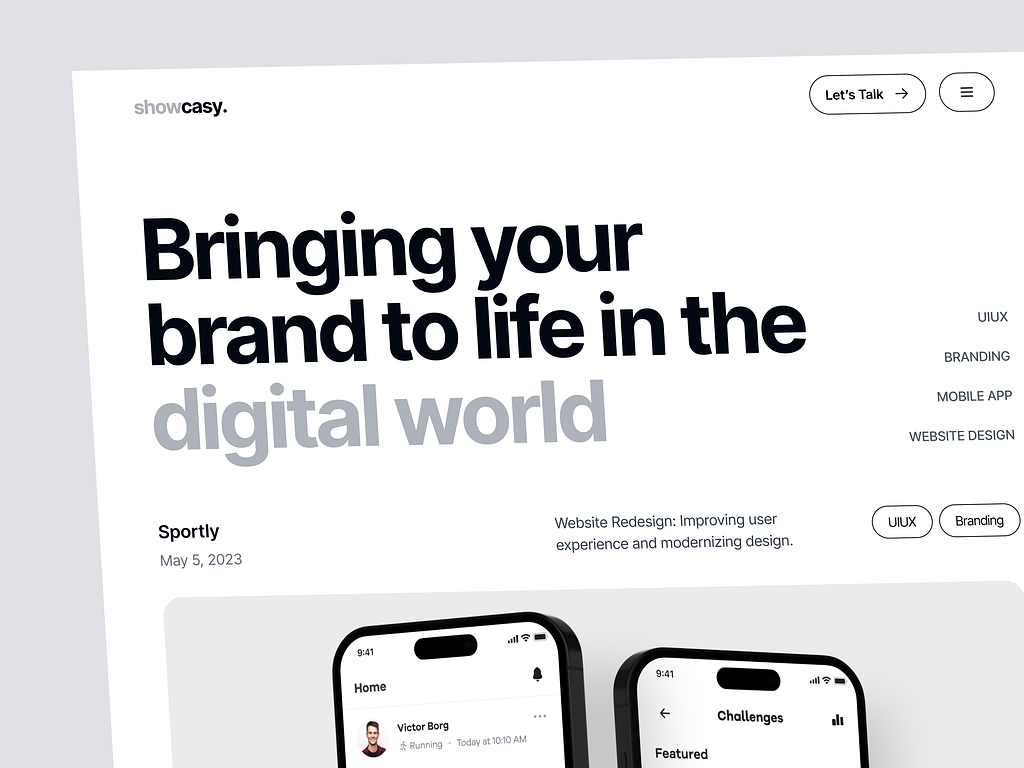 showcasy.
Let's Talk
Bringing your
brand to life in the
digital world
UIUX
BRANDING
MOBILE APP
WEBSITE DESIGN
Sportly
May 5, 2023
Website Redesign: Improving user
experience and modernizing design.
UIUX
Branding
9:41
Home
Victor Borg
Running • Today at 10:10 AM
9:41
Challenges
Featured